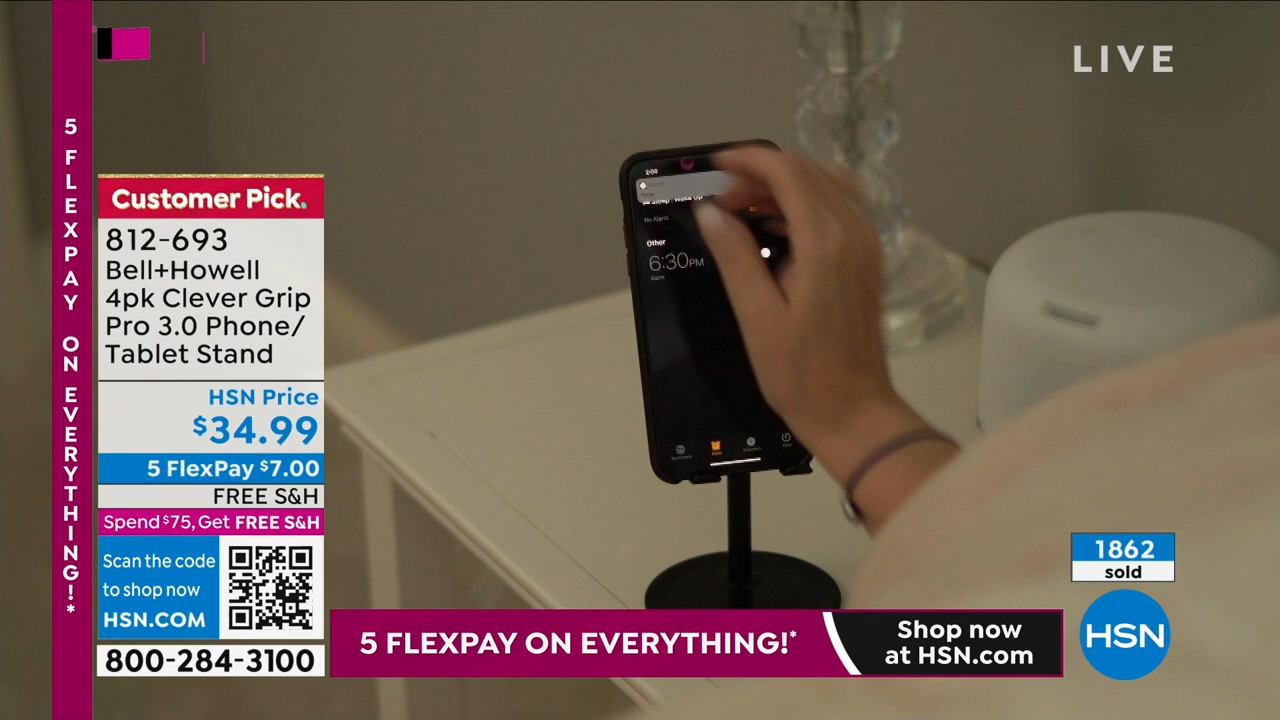 5 FLEXPAY ON EVERYTHING!*
LIVE
Customer Pick.
812-693
Bell+Howell
4pk Clever Grip
Pro 3.0 Phone/
Tablet Stand
HSN Price
$34.99
5 FlexPay $7.00
FREE S&H
Spend $75, Get FREE S&H
Scan the code
to shop now
HSN.COM
800-284-3100
No Alarm
Other
6:30PM
Alarm
1862
sold
5 FLEXPAY ON EVERYTHING!*
Shop now
at HSN.com
HSN